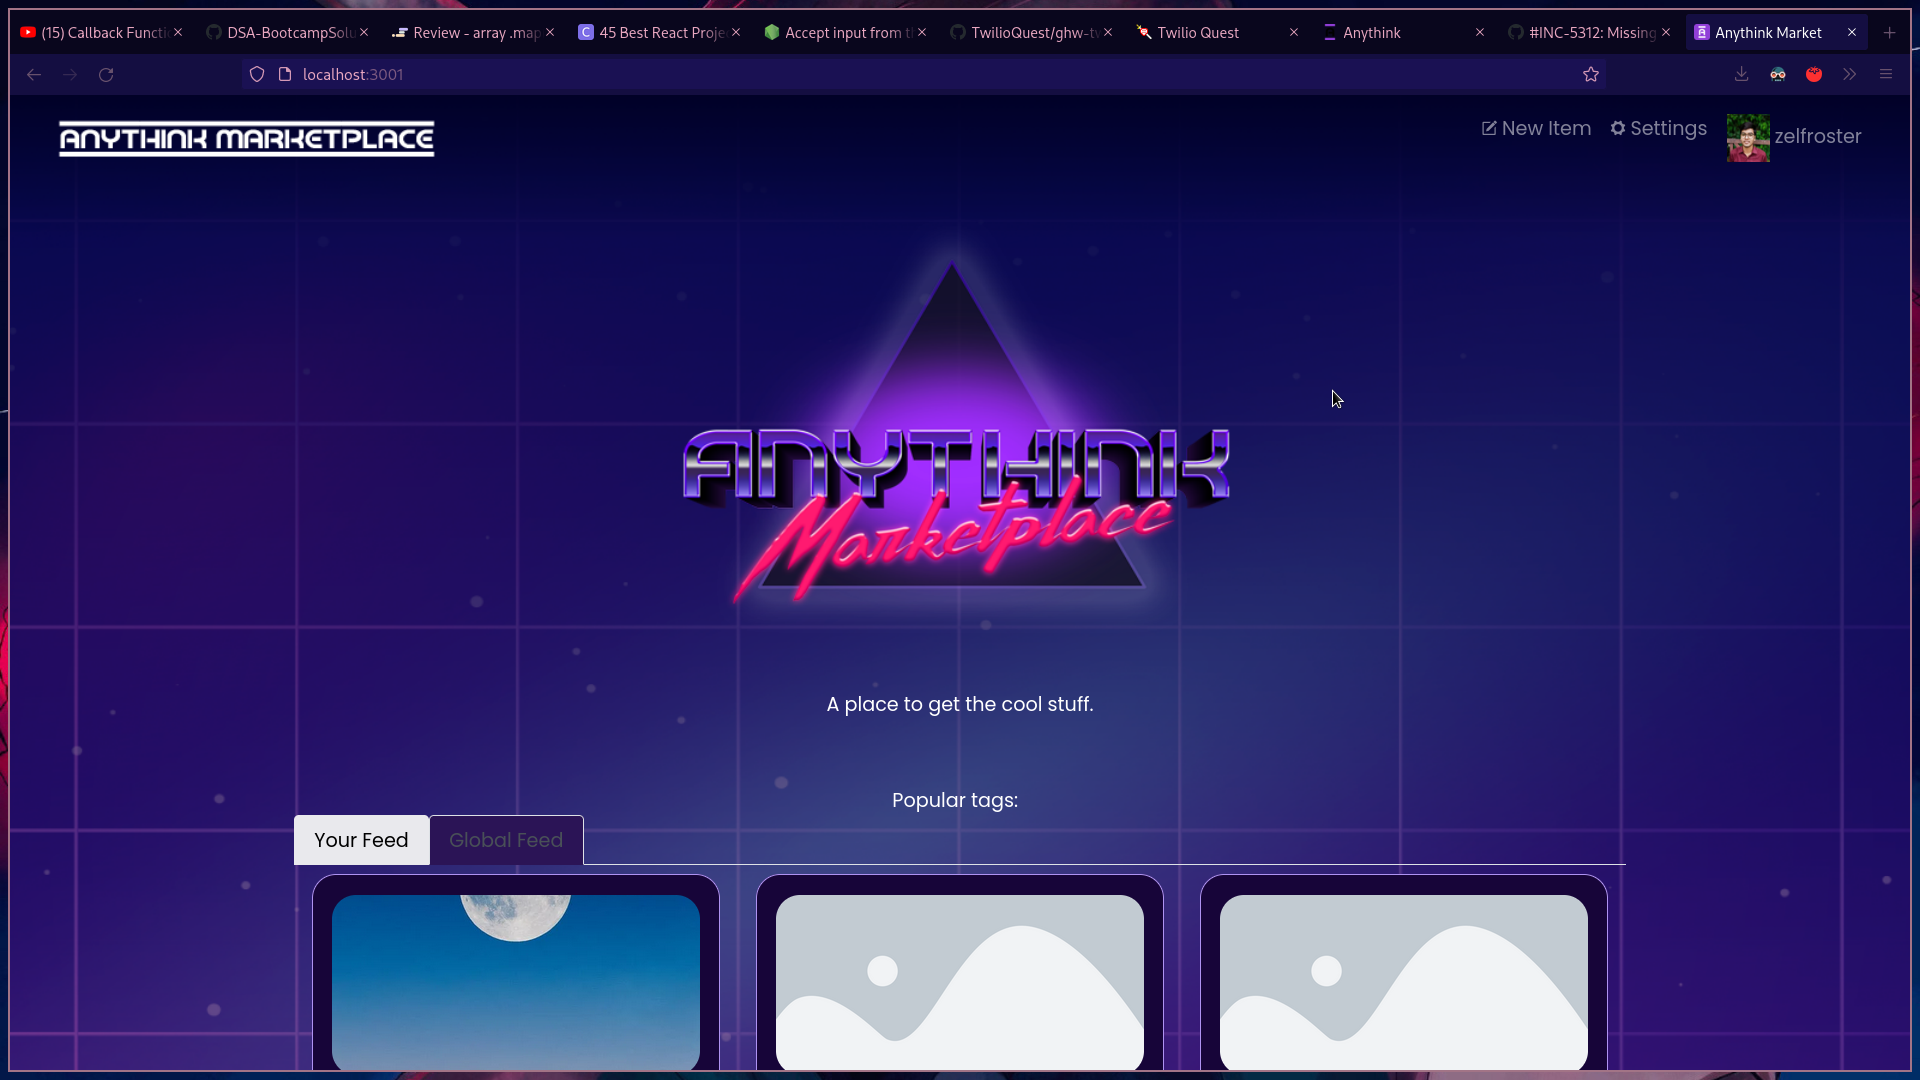 (15) Callback Functi
DSA-BootcampSolu
Review - array .map
45 Best React Proje
Accept input from t
TwilioQuest/ghw-tw
Twilio Quest
Anythink
#INC-5312: Missing
Anythink Market
localhost:3001
ANYTHINK MARKETPLACE
New Item
Settings
zelfroster
ANYTHINK
Marketplace
A place to get the cool stuff.
Popular tags:
Your Feed
Global Feed